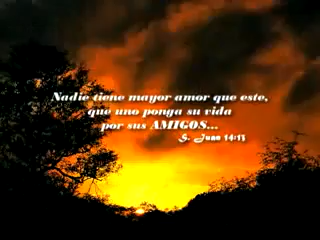 Nadie tiene mayor amor que este,
que uno ponga su vida
por sus AMIGOS...
S. Juan 14:13